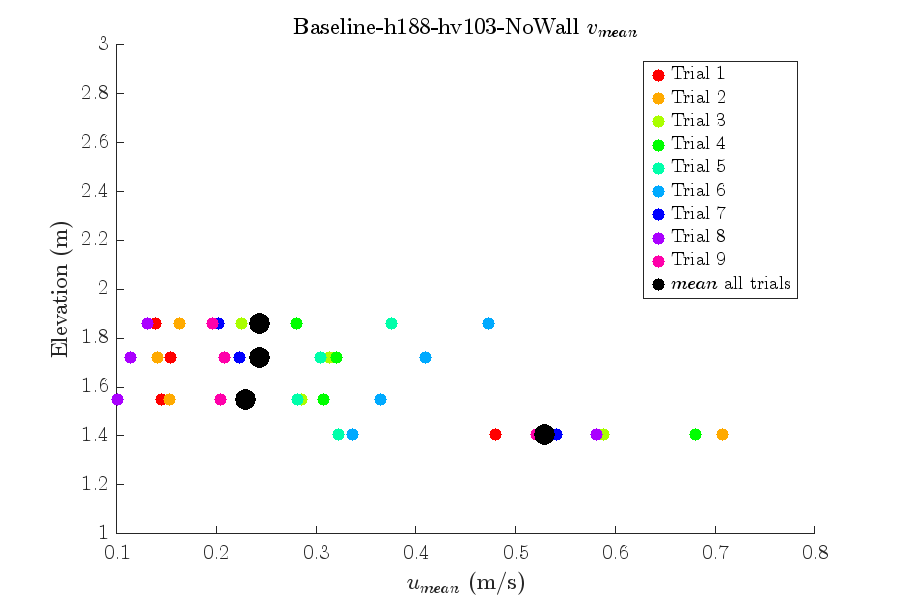 Baseline-h188-hv103-NoWall v_mean
3
2.8
2.6
2.4
2.2
2
1.8
1.6
1.4
1.2
1
Elevation (m)
Trial 1
Trial 2
Trial 3
Trial 4
Trial 5
Trial 6
Trial 7
Trial 8
Trial 9
mean all trials
0.1 0.2 0.3 0.4 0.5 0.6 0.7 0.8
u_mean (m/s)